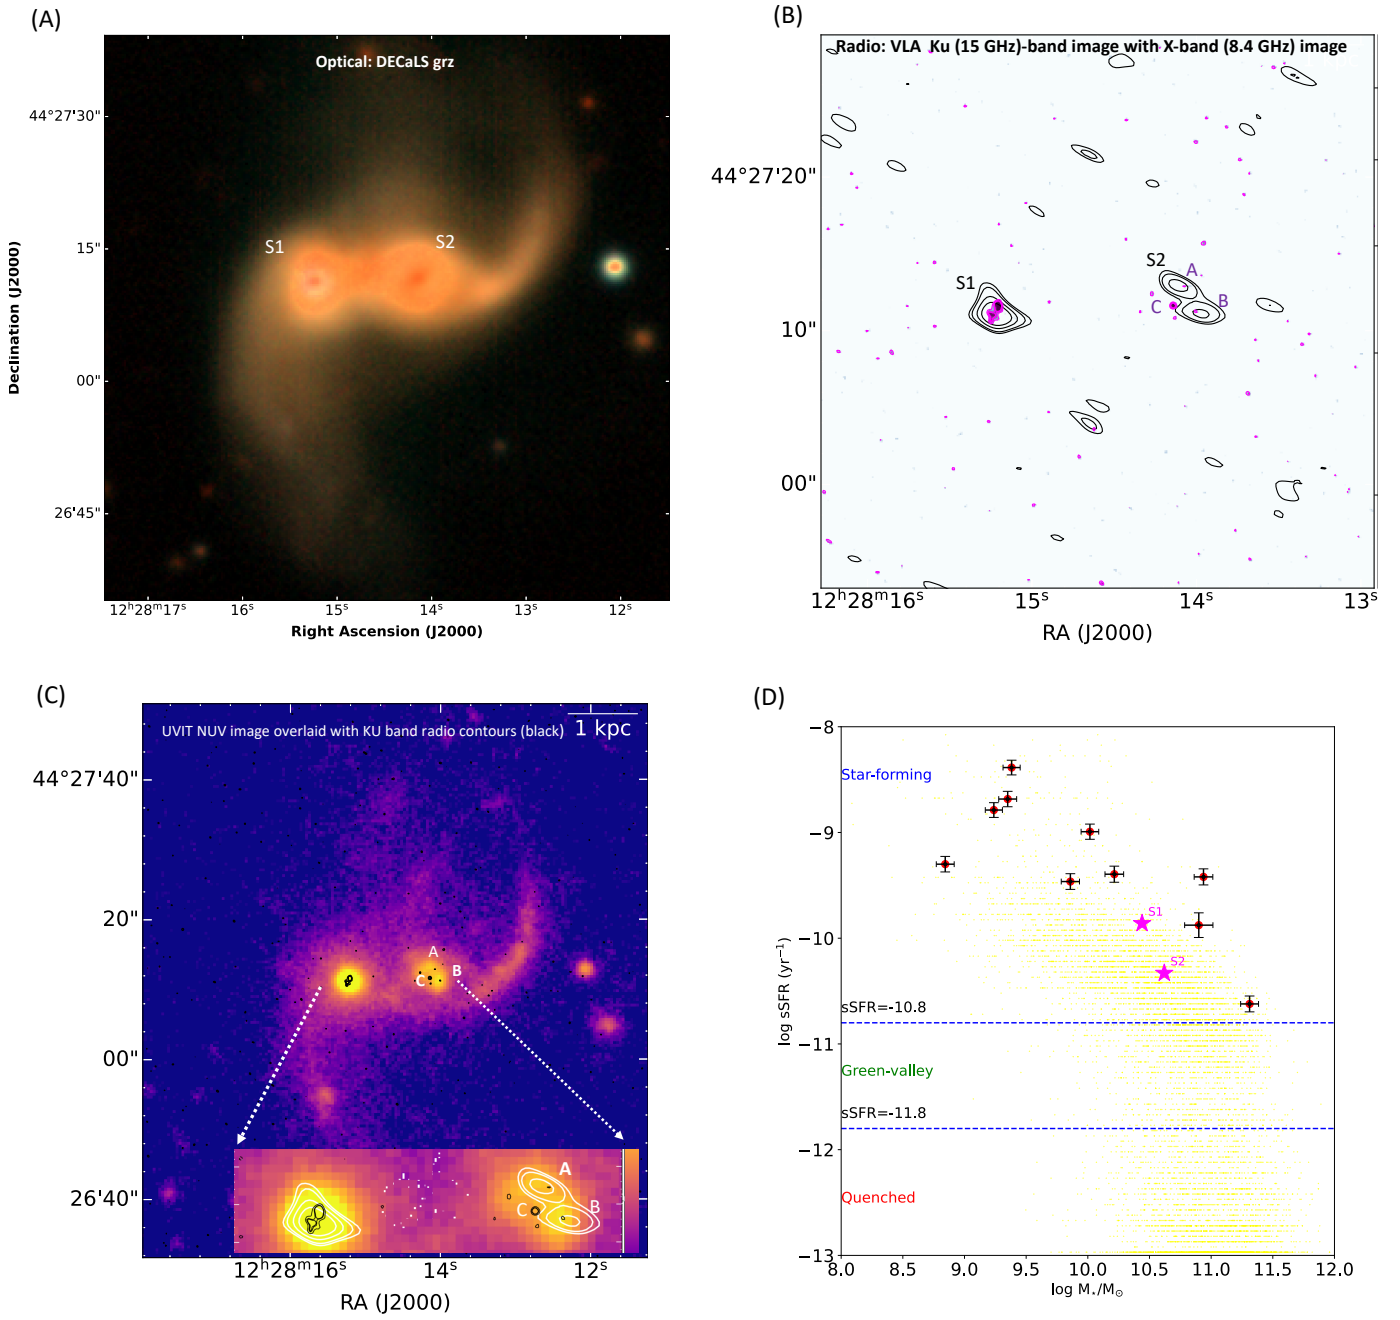 (A)
Optical: DECaLS grz
44°27'30"
15"
00"
26'45"
S1
S2
Declination (J2000)
12ʰ28ᵐ17ˢ 16ˢ 15ˢ 14ˢ 13ˢ 12ˢ
Right Ascension (J2000)
(B)
Radio: VLA Ku (15 GHz)-band image with X-band (8.4 GHz) image
44°27'20"
10"
00"
S1
S2
A
B
C
12ʰ28ᵐ16ˢ 15ˢ 14ˢ 13ˢ
RA (J2000)
(C)
UVIT NUV image overlaid with KU band radio contours (black)
1 kpc
44°27'40"
20"
00"
26'40"
A
B
C
A
B
C
12ʰ28ᵐ16ˢ 14ˢ 12ˢ
RA (J2000)
(D)
−8
−9
−10
−11
−12
−13
log sSFR (yr⁻¹)
Star-forming
S1
S2
sSFR=-10.8
Green-valley
sSFR=-11.8
Quenched
8.0 9.0 9.5 10.0 10.5 11.0 11.5 12.0
log M⋆/M⊙